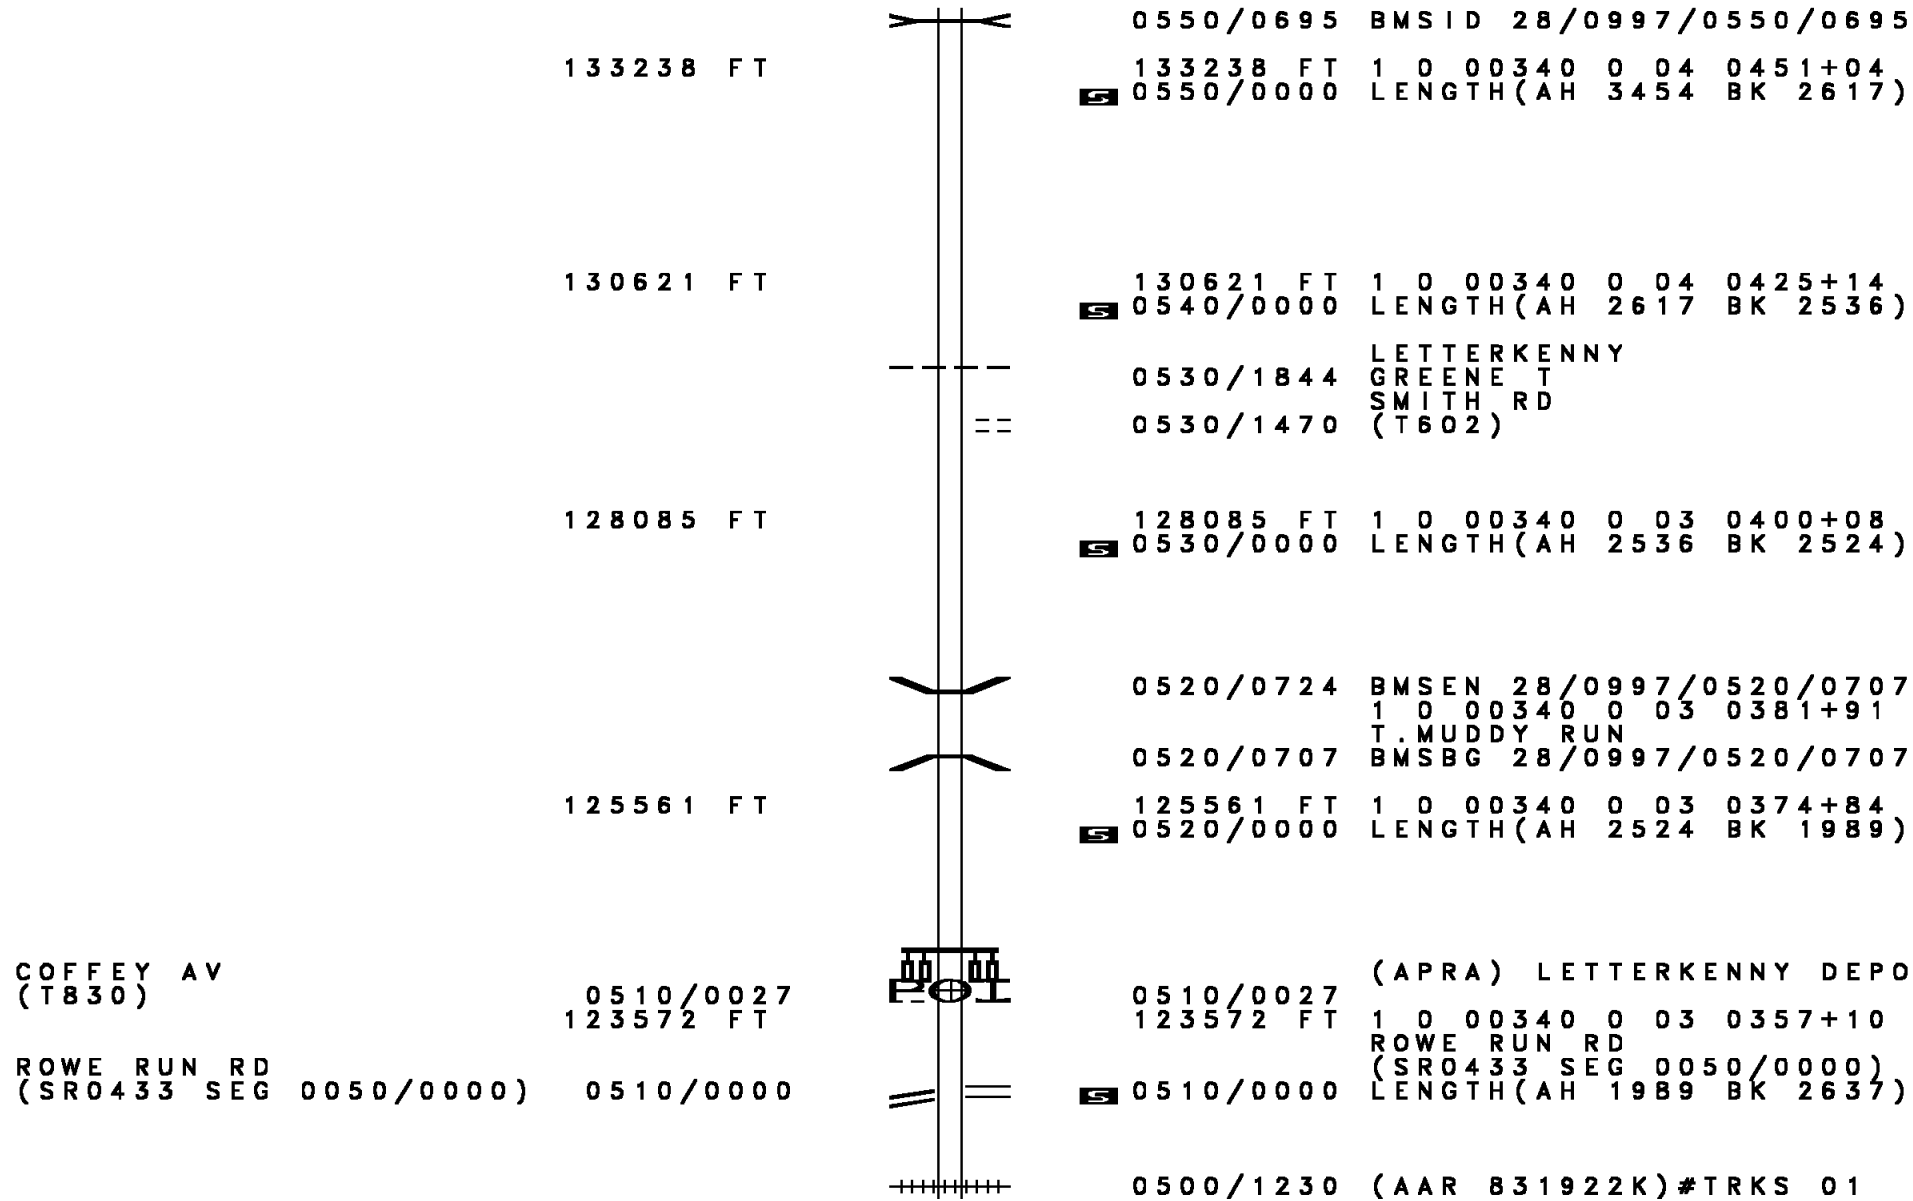 0550/0695 BMSID 28/0997/0550/0695
133238 FT 133238 FT 1 0 00340 0 04 0451+04
S 0550/0000 LENGTH(AH 3454 BK 2617)
130621 FT 130621 FT 1 0 00340 0 04 0425+14
S 0540/0000 LENGTH(AH 2617 BK 2536)
LETTERKENNY
0530/1844 GREENE T
SMITH RD
0530/1470 (T602)
128085 FT 128085 FT 1 0 00340 0 03 0400+08
S 0530/0000 LENGTH(AH 2536 BK 2524)
0520/0724 BMSEN 28/0997/0520/0707
1 0 00340 0 03 0381+91
T.MUDDY RUN
0520/0707 BMSBG 28/0997/0520/0707
125561 FT 125561 FT 1 0 00340 0 03 0374+84
S 0520/0000 LENGTH(AH 2524 BK 1989)
COFFEY AV (APRA) LETTERKENNY DEPO
(T830) 0510/0027 0510/0027
123572 FT 123572 FT 1 0 00340 0 03 0357+10
ROWE RUN RD
ROWE RUN RD (SR0433 SEG 0050/0000)
(SR0433 SEG 0050/0000) 0510/0000 S 0510/0000 LENGTH(AH 1989 BK 2637)
0500/1230 (AAR 831922K)#TRKS 01